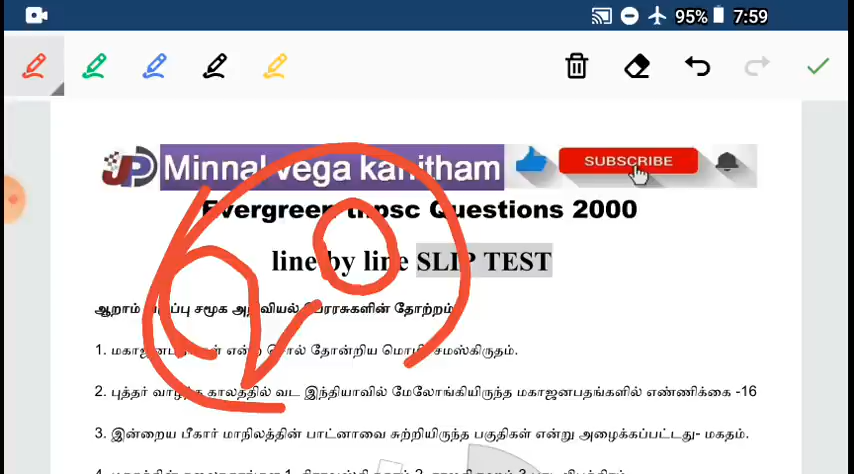 95% 7:59
JP Minnal vega kanitham SUBSCRIBE
Evergreen tnpsc Questions 2000
line by line SLIP TEST
ஆறாம் வகுப்பு சமூக அறிவியல் பேரரசுகளின் தோற்றம்
1. மகாஜனபதங்கள் என்ற சொல் தோன்றிய மொழி சமஸ்கிருதம்.
2. புத்தர் வாழ்ந்த காலத்தில் வட இந்தியாவில் மேலோங்கியிருந்த மகாஜனபதங்களில் எண்ணிக்கை -16
3. இன்றைய பீகார் மாநிலத்தின் பாட்னாவை சுற்றியிருந்த பகுதிகள் என்று அழைக்கப்பட்டது- மகதம்.